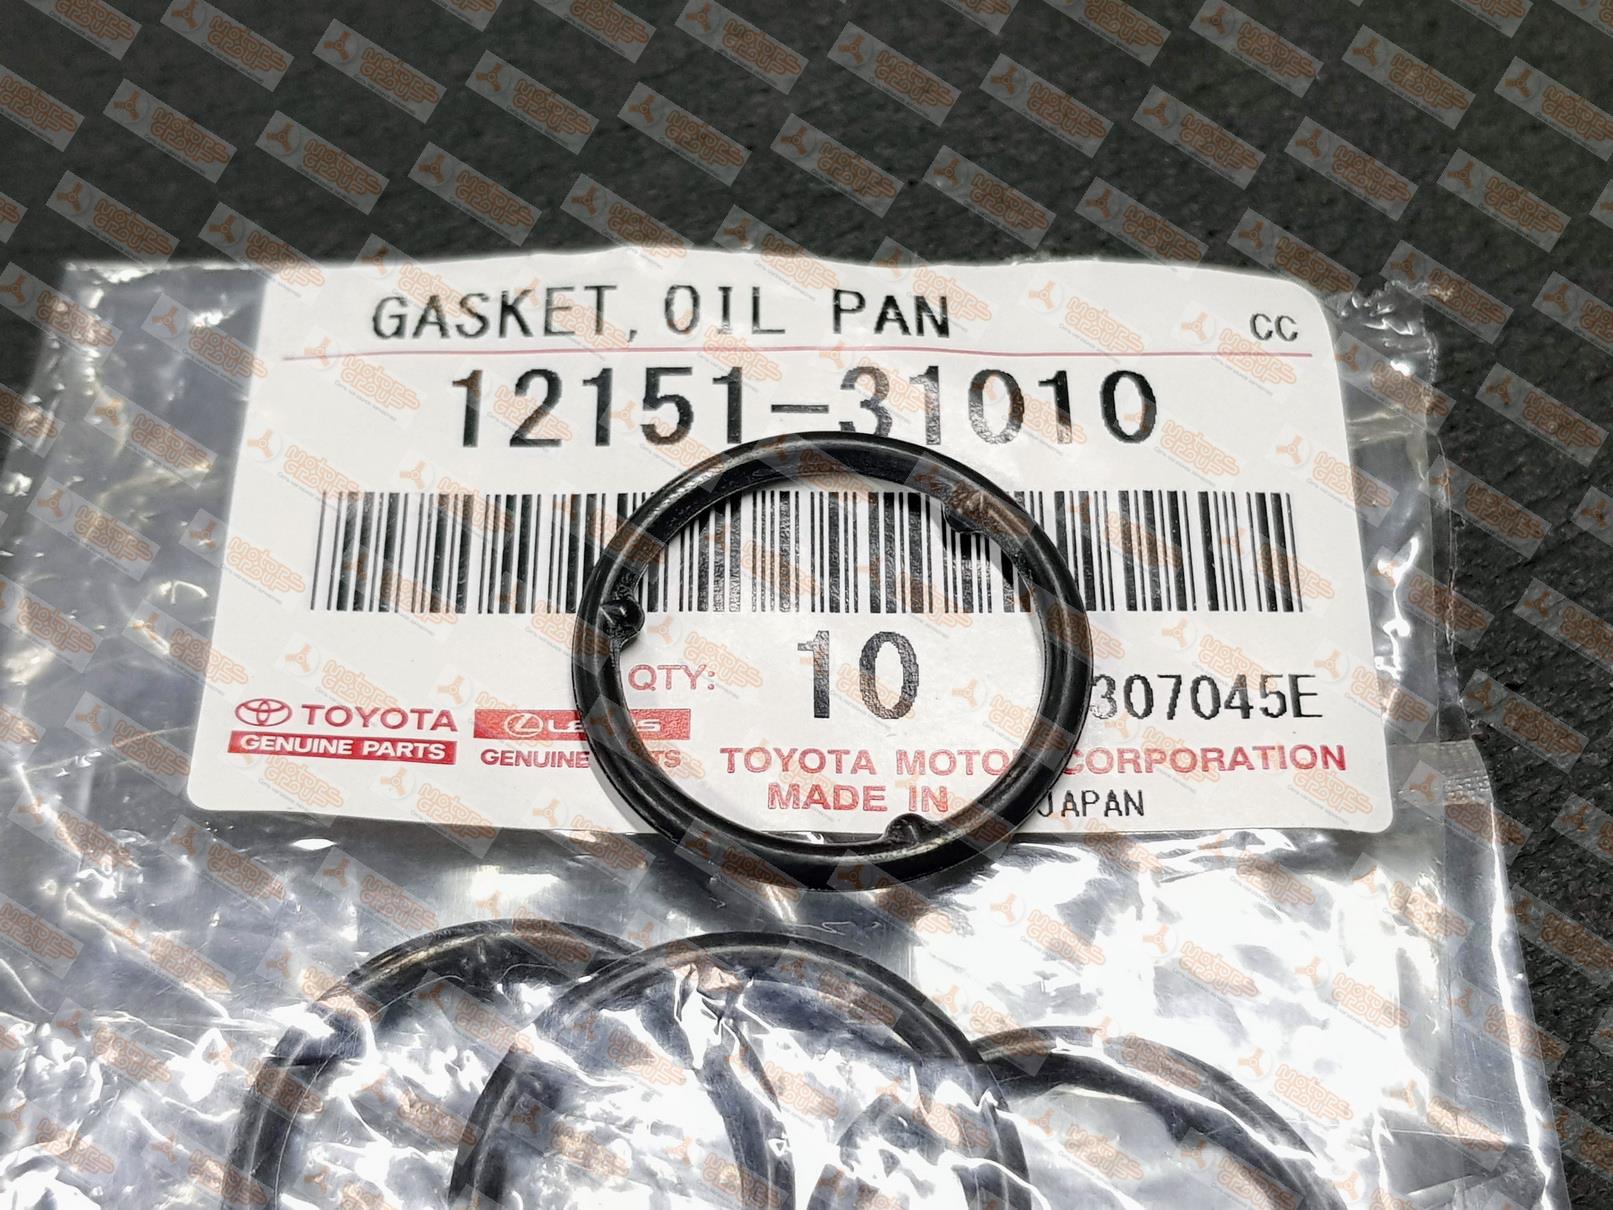 GASKET, OIL PAN CC
12151-31010
QTY: 10 307045E
TOYOTA
GENUINE PARTS
GENUINE
TOYOTA MOTOR CORPORATION
MADE IN JAPAN